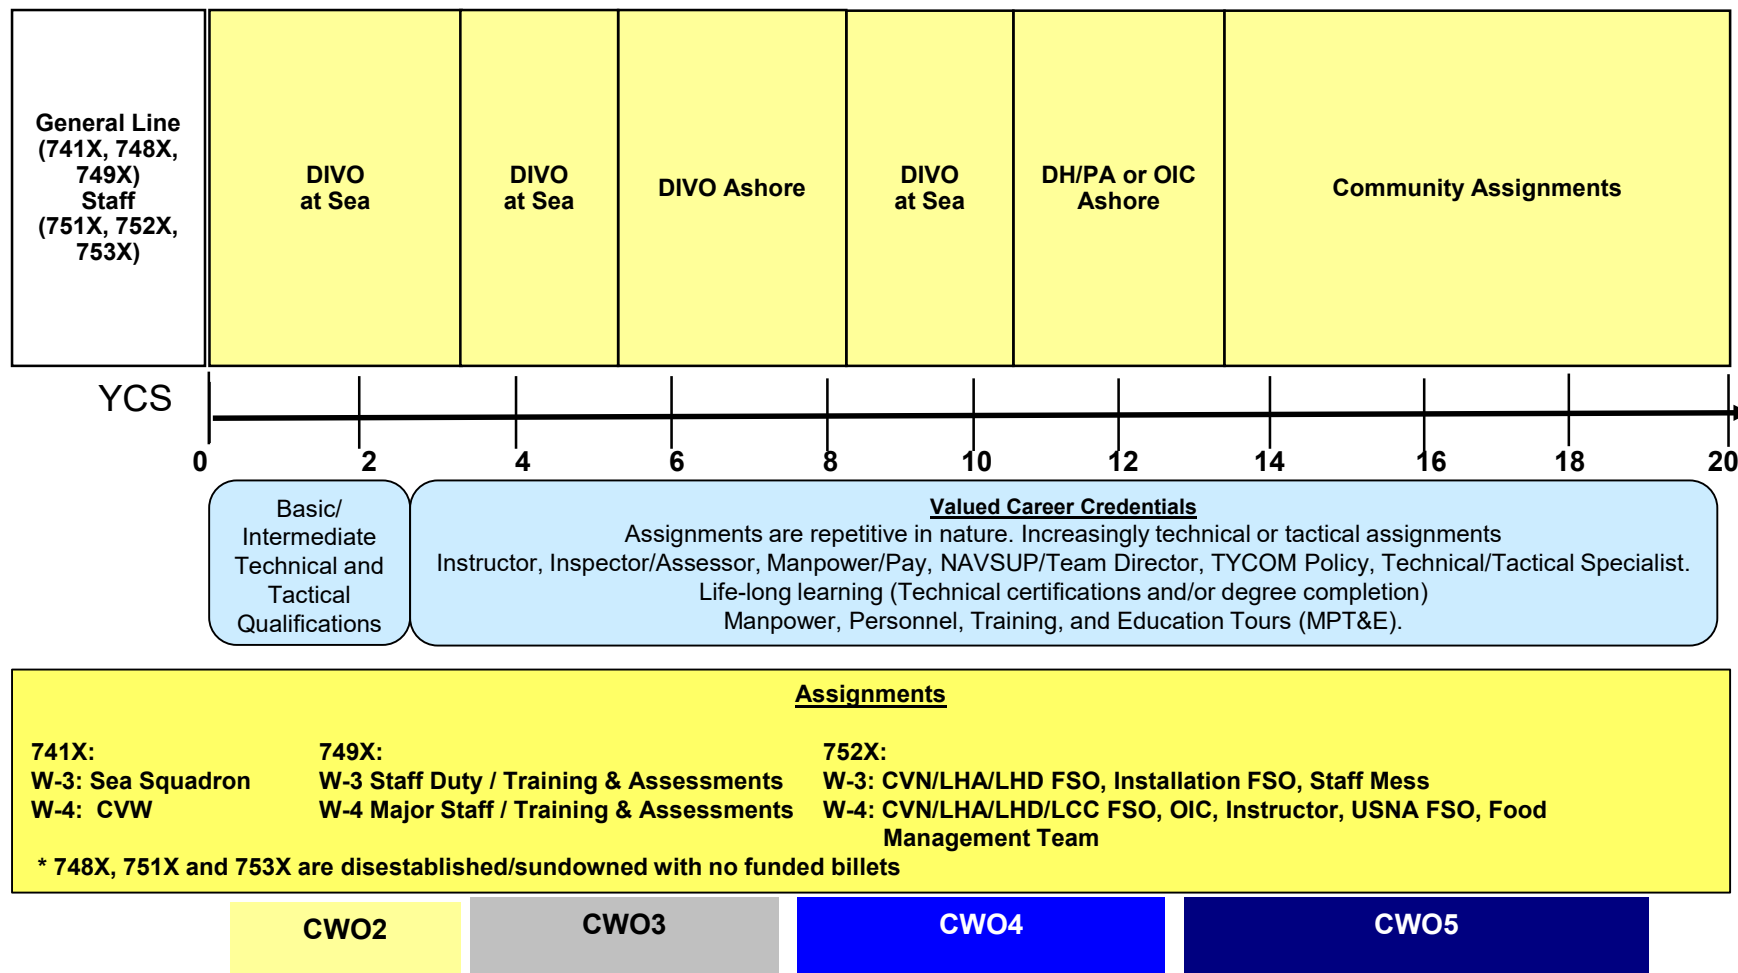 General Line
(741X, 748X,
749X)
Staff
(751X, 752X,
753X)
DIVO
at Sea
DIVO
at Sea
DIVO Ashore
DIVO
at Sea
DH/PA or OIC
Ashore
Community Assignments
YCS
0 2 4 6 8 10 12 14 16 18 20
Basic/
Intermediate
Technical and
Tactical
Qualifications
Valued Career Credentials
Assignments are repetitive in nature. Increasingly technical or tactical assignments
Instructor, Inspector/Assessor, Manpower/Pay, NAVSUP/Team Director, TYCOM Policy, Technical/Tactical Specialist.
Life-long learning (Technical certifications and/or degree completion)
Manpower, Personnel, Training, and Education Tours (MPT&E).
Assignments
741X:
W-3: Sea Squadron
W-4: CVW
749X:
W-3 Staff Duty / Training & Assessments
W-4 Major Staff / Training & Assessments
752X:
W-3: CVN/LHA/LHD FSO, Installation FSO, Staff Mess
W-4: CVN/LHA/LHD/LCC FSO, OIC, Instructor, USNA FSO, Food
Management Team
* 748X, 751X and 753X are disestablished/sundowned with no funded billets
CWO2
CWO3
CWO4
CWO5